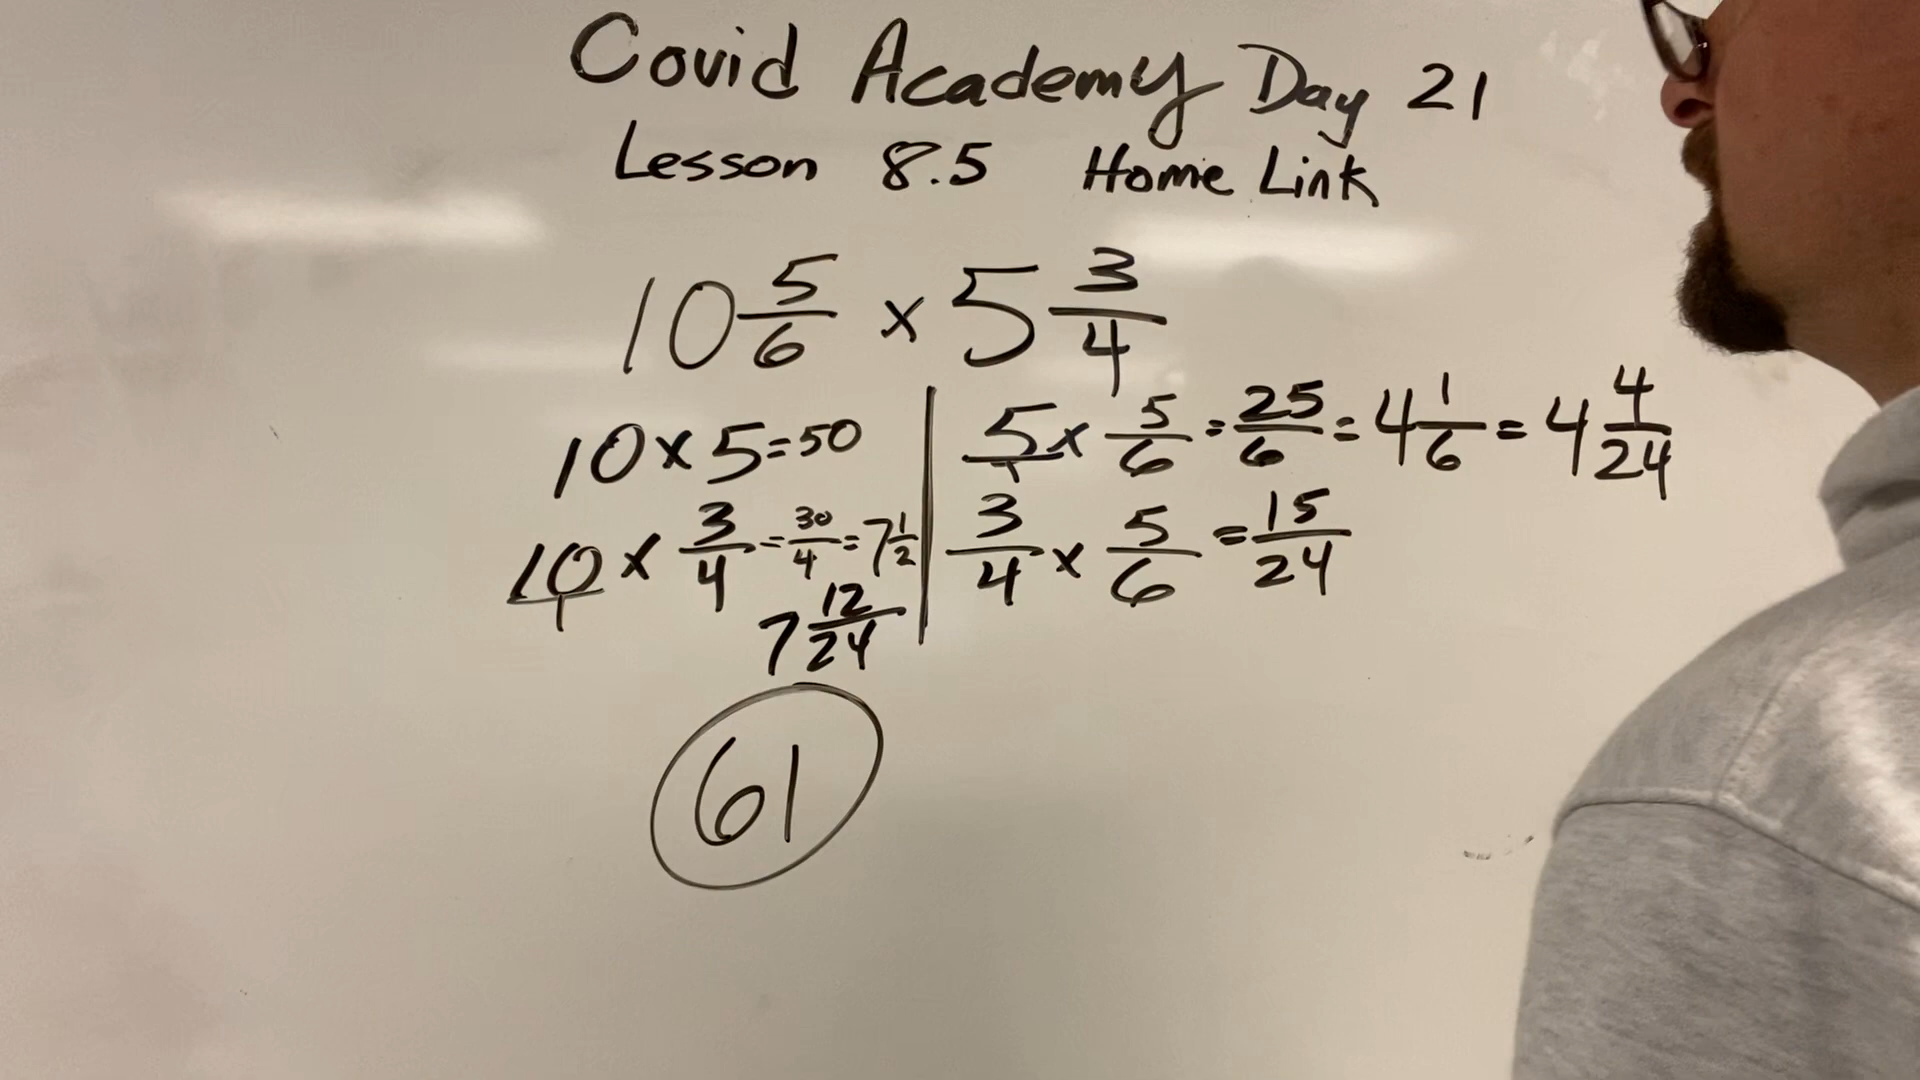 Covid Academy Day 21
Lesson 8.5 Home Link
10 5/6 x 5 3/4
10 x 5 = 50
10/1 x 3/4 = 30/4 = 7 1/2
7 12/24
5/1 x 5/6 = 25/6 = 4 1/6 = 4 4/24
3/4 x 5/6 = 15/24
61